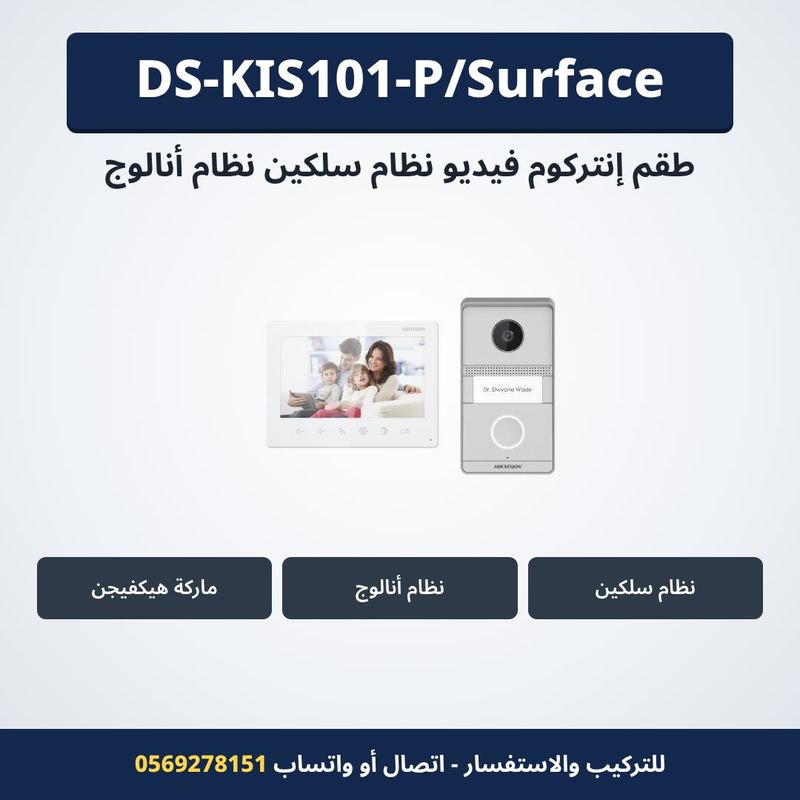 DS-KIS101-P/Surface
طقم إنتركوم فيديو نظام سلكين نظام أنالوج
HIKVISION
Dr. Dwyane Wade
HIKVISION
نظام سلكين
نظام أنالوج
ماركة هيكفيجن
للتركيب والاستفسار - اتصال أو واتساب 0569278151